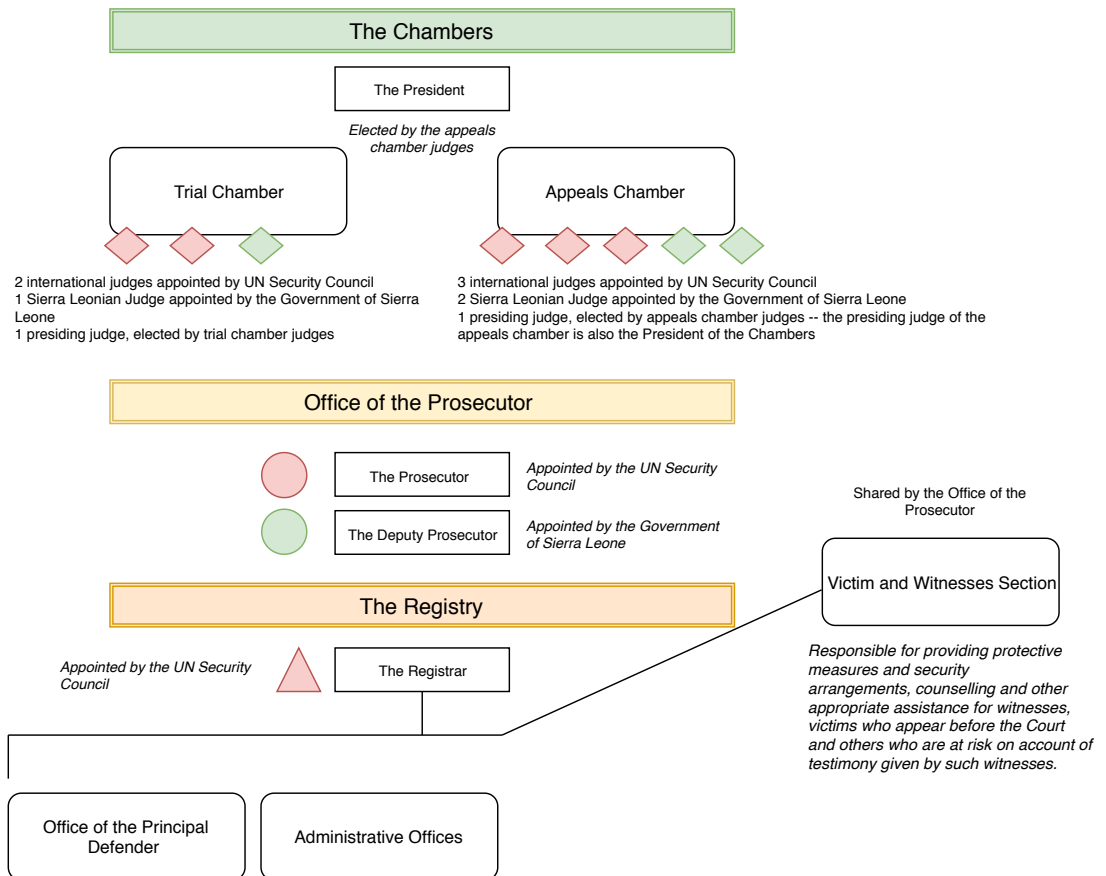 The Chambers
The President
Elected by the appeals
chamber judges
Trial Chamber
Appeals Chamber
2 international judges appointed by UN Security Council
1 Sierra Leonian Judge appointed by the Government of Sierra
Leone
1 presiding judge, elected by trial chamber judges
3 international judges appointed by UN Security Council
2 Sierra Leonian Judge appointed by the Government of Sierra Leone
1 presiding judge, elected by appeals chamber judges -- the presiding judge of the
appeals chamber is also the President of the Chambers
Office of the Prosecutor
The Prosecutor
Appointed by the UN Security
Council
The Deputy Prosecutor
Appointed by the Government
of Sierra Leone
Shared by the Office of the
Prosecutor
Victim and Witnesses Section
Responsible for providing protective
measures and security
arrangements, counselling and other
appropriate assistance for witnesses,
victims who appear before the Court
and others who are at risk on account of
testimony given by such witnesses.
The Registry
Appointed by the UN Security
Council
The Registrar
Office of the Principal
Defender
Administrative Offices